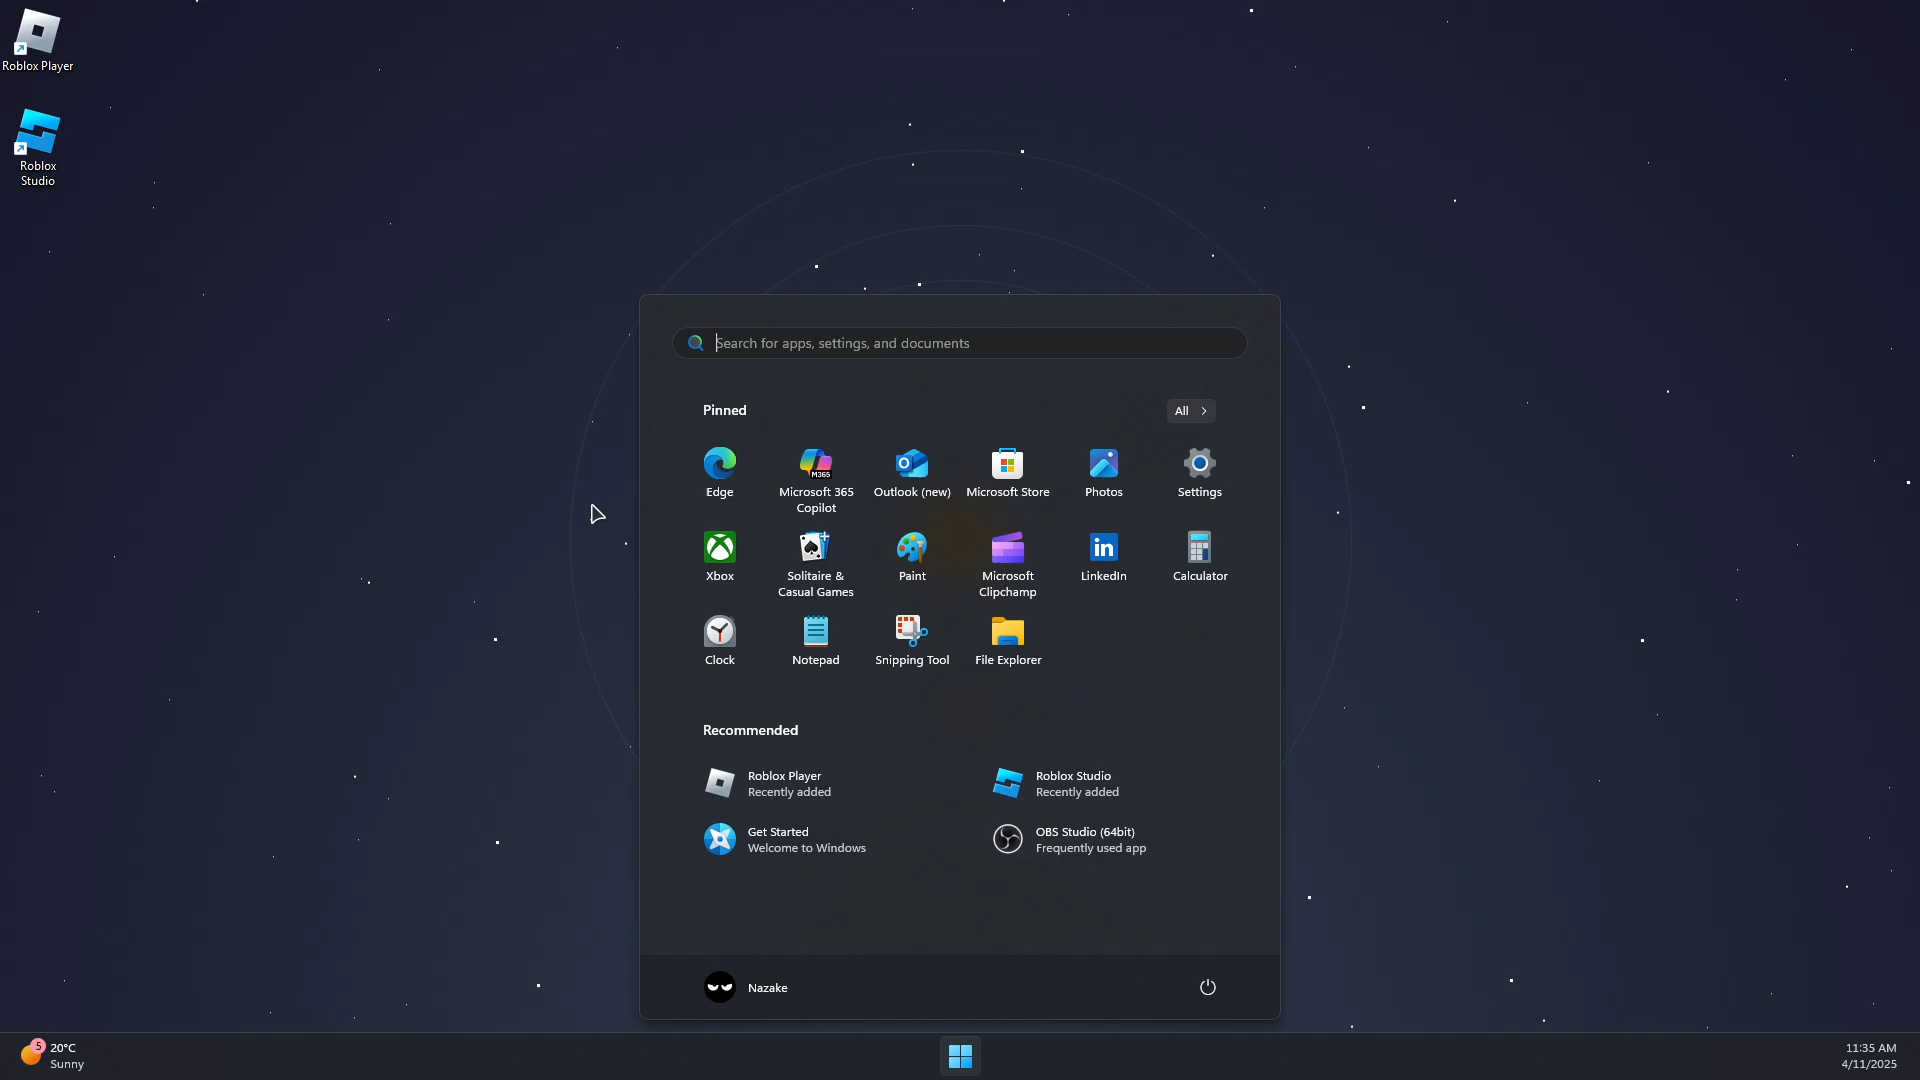 Roblox Player
Roblox
Studio
Search for apps, settings, and documents
Pinned
All
Edge
M365
Microsoft 365
Copilot
Outlook (new)
Microsoft Store
Photos
Settings
Xbox
Solitaire &
Casual Games
Paint
Microsoft
Clipchamp
in
LinkedIn
Calculator
Clock
Notepad
Snipping Tool
File Explorer
Recommended
Roblox Player
Recently added
Roblox Studio
Recently added
Get Started
Welcome to Windows
OBS Studio (64bit)
Frequently used app
Nazake
5
20°C
Sunny
11:35 AM
4/11/2025